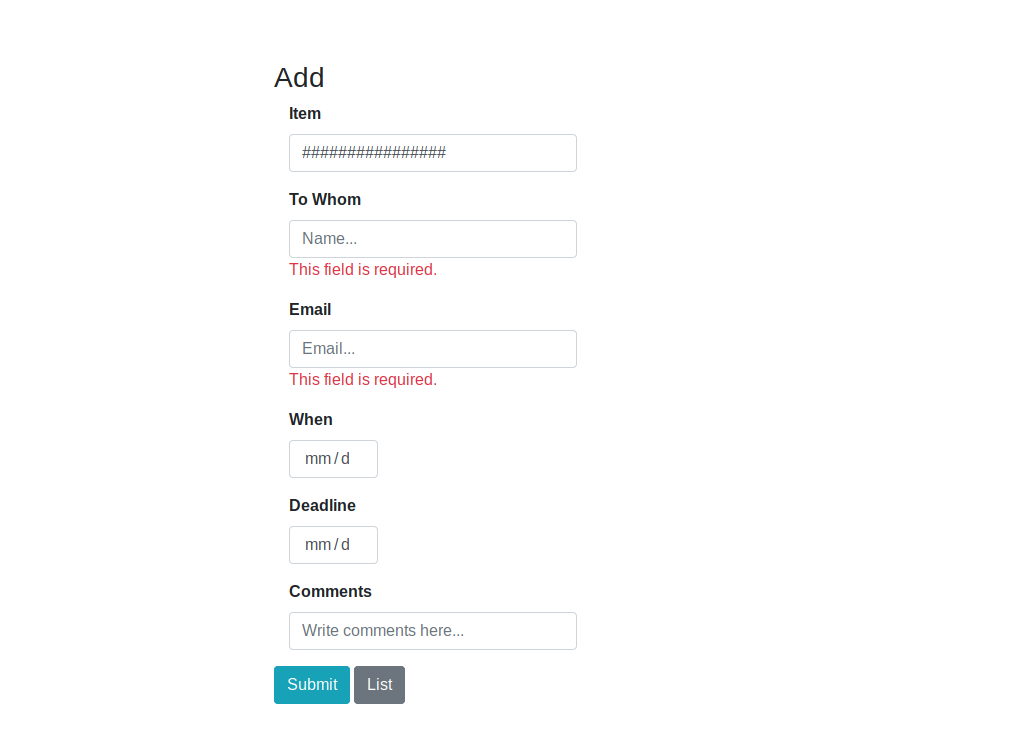 Add
Item
################
To Whom
Name...
This field is required.
Email
Email...
This field is required.
When
mm/d
Deadline
mm/d
Comments
Write comments here...
Submit List